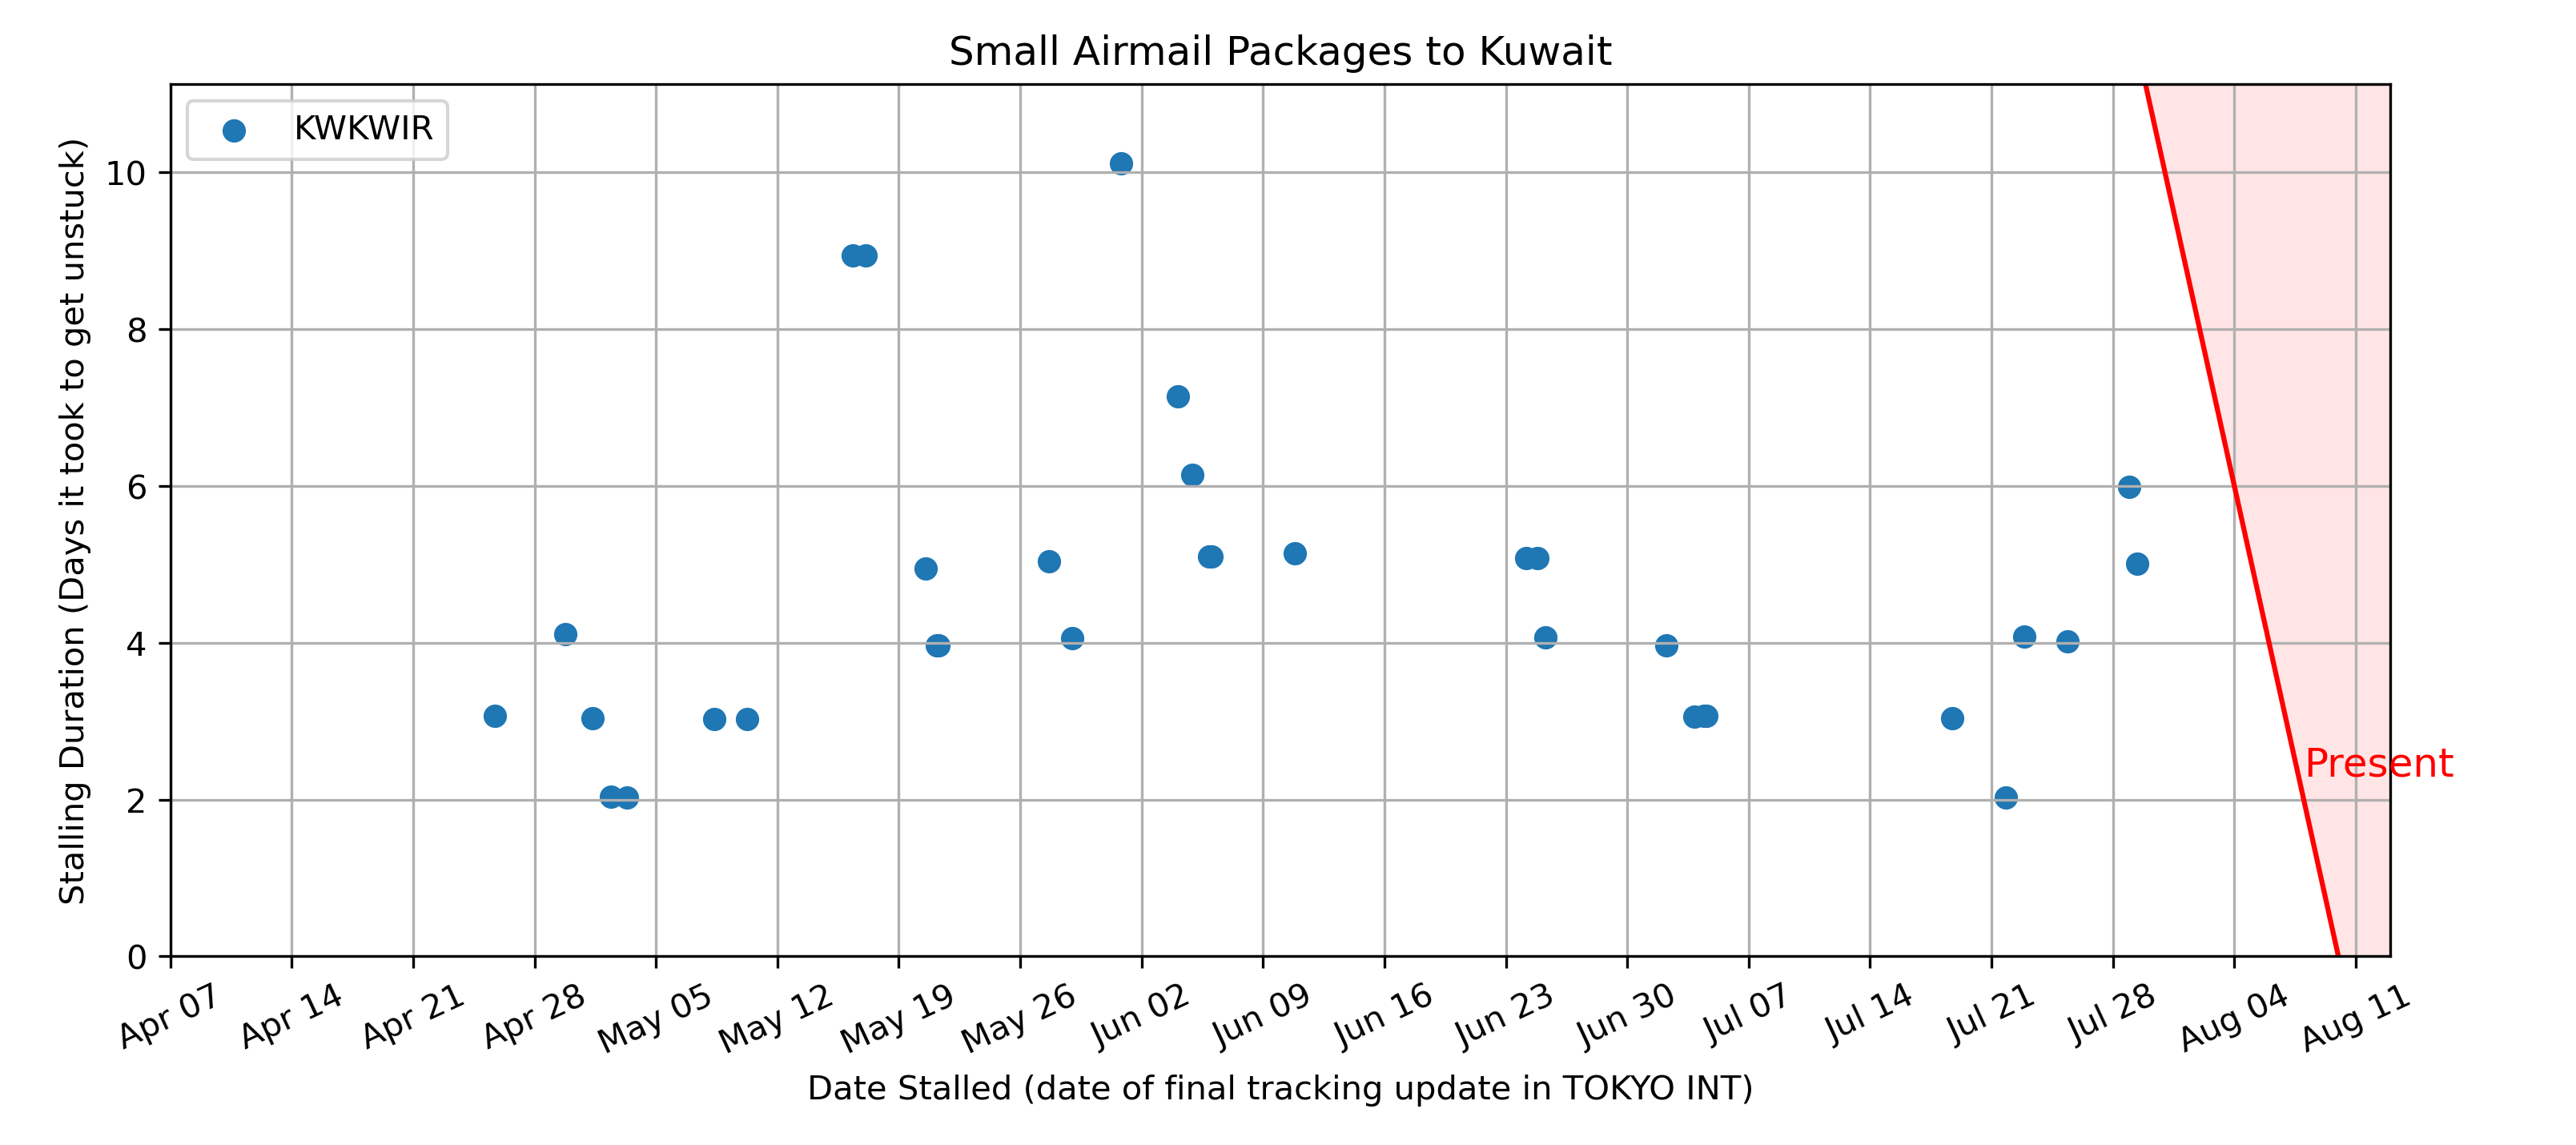 Small Airmail Packages to Kuwait
KWKWIR
Stalling Duration (Days it took to get unstuck)
10
8
6
4
2
0
Present
Apr 07
Apr 14
Apr 21
Apr 28
May 05
May 12
May 19
May 26
Jun 02
Jun 09
Jun 16
Jun 23
Jun 30
Jul 07
Jul 14
Jul 21
Jul 28
Aug 04
Aug 11
Date Stalled (date of final tracking update in TOKYO INT)